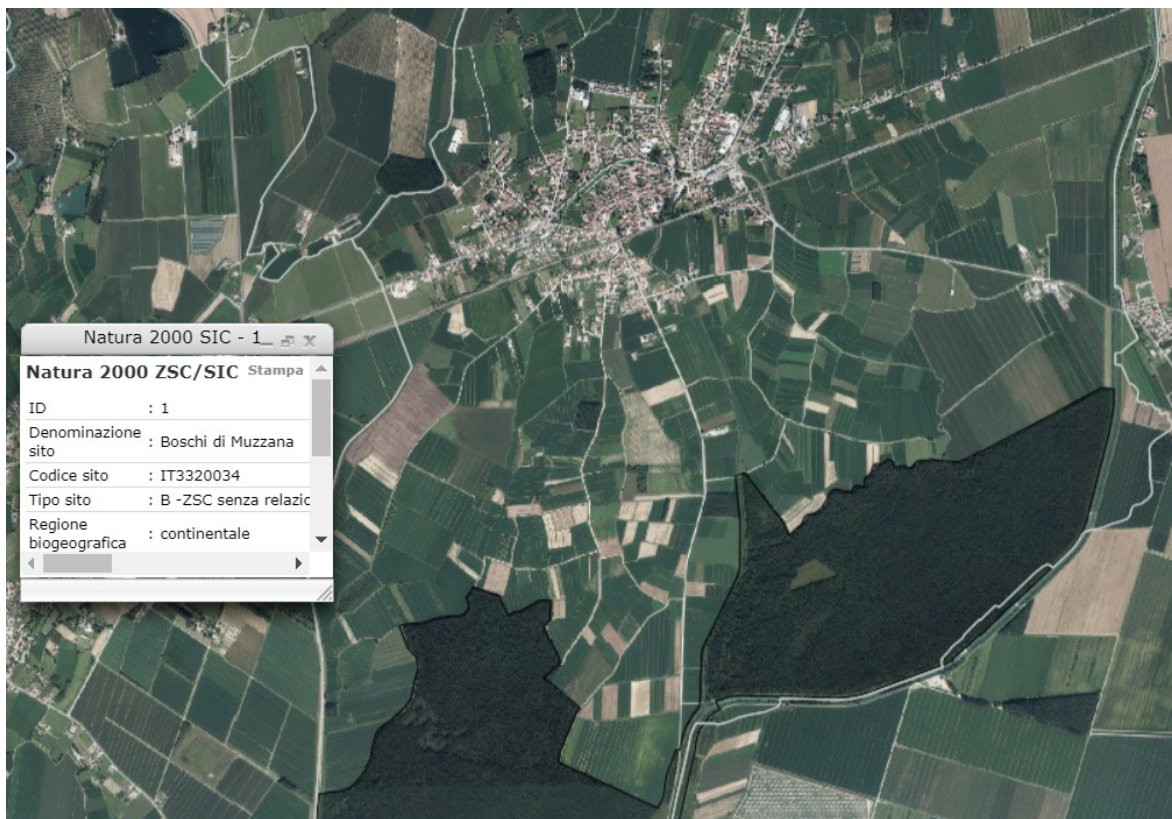 Natura 2000 SIC - 1
Natura 2000 ZSC/SIC Stampa
ID : 1
Denominazione
sito : Boschi di Muzzana
Codice sito : IT3320034
Tipo sito : B -ZSC senza relazio
Regione
biogeografica : continentale